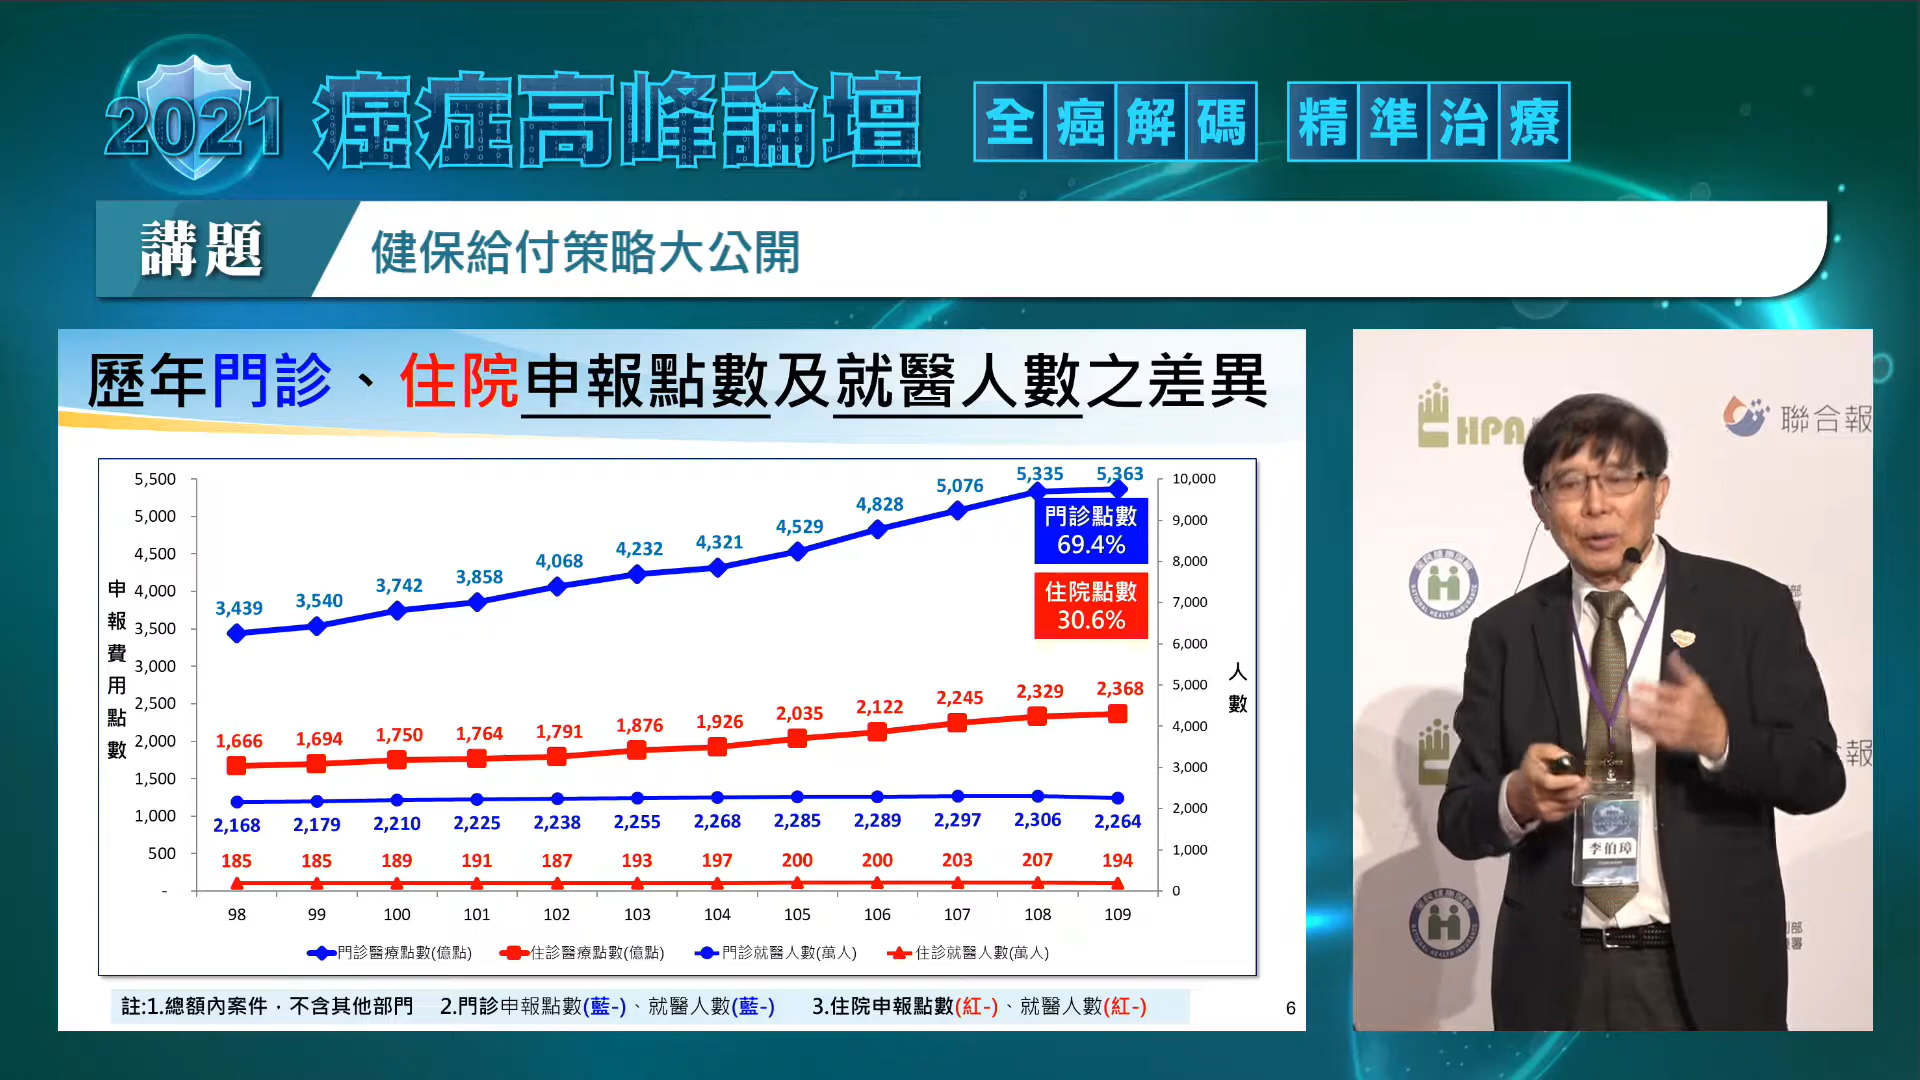 2021 癌症高峰論壇 全癌解碼 精準治療
講題 健保給付策略大公開
歷年門診、住院申報點數及就醫人數之差異
申報費用點數
5,500
5,000
4,500
4,000
3,500
3,000
2,500
2,000
1,500
1,000
500
-
3,439 3,540 3,742 3,858 4,068 4,232 4,321 4,529 4,828 5,076 5,335 5,363
門診點數
69.4%
住院點數
30.6%
1,666 1,694 1,750 1,764 1,791 1,876 1,926 2,035 2,122 2,245 2,329 2,368
2,168 2,179 2,210 2,225 2,238 2,255 2,268 2,285 2,289 2,297 2,306 2,264
185 185 189 191 187 193 197 200 200 203 207 194
98 99 100 101 102 103 104 105 106 107 108 109
10,000
9,000
8,000
7,000
6,000
5,000
4,000
3,000
2,000
1,000
0
人數
門診醫療點數(億點) 住診醫療點數(億點) 門診就醫人數(萬人) 住診就醫人數(萬人)
註:1.總額內案件，不含其他部門 2.門診申報點數(藍-)、就醫人數(藍-) 3.住院申報點數(紅-)、就醫人數(紅-)
6
HPA
聯合報
NATIONAL HEALTH INSURANCE
李伯璋